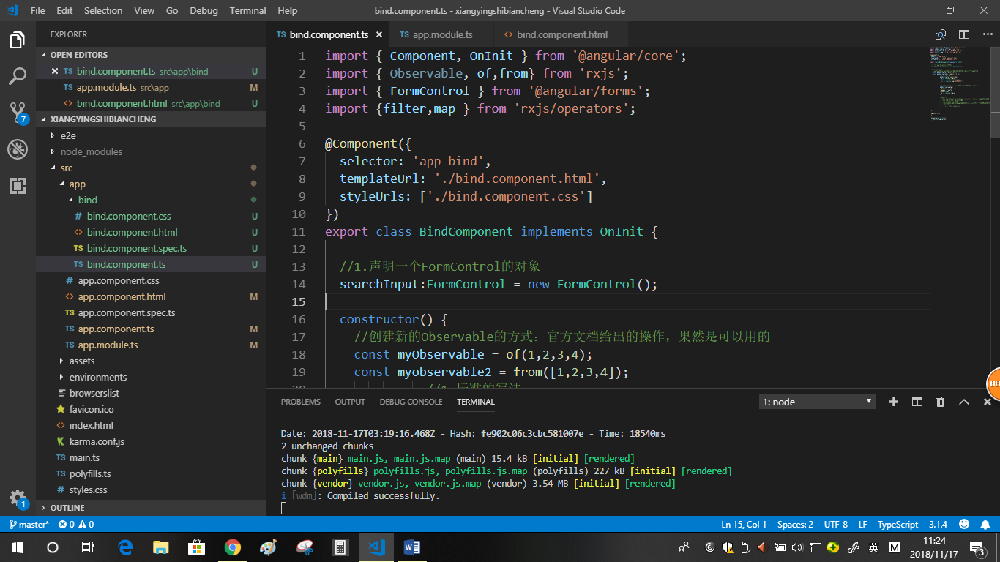 File Edit Selection View Go Debug Terminal Help
bind.component.ts - xiangyingshibiancheng - Visual Studio Code
EXPLORER
OPEN EDITORS
TS bind.component.ts src\app\bind U
TS app.module.ts src\app M
<> bind.component.html src\app\bind U
XIANGYINGSHIBIANCHENG
e2e
node_modules
src
app
bind
# bind.component.css U
<> bind.component.html U
TS bind.component.spec.ts U
TS bind.component.ts U
# app.component.css
<> app.component.html M
TS app.component.spec.ts
TS app.component.ts M
TS app.module.ts M
assets
environments
browserslist
favicon.ico
<> index.html
karma.conf.js
TS main.ts
TS polyfills.ts
# styles.css
OUTLINE
7
1
TS bind.component.ts
TS app.module.ts
<> bind.component.html
1 import { Component, OnInit } from '@angular/core';
2 import { Observable, of,from} from 'rxjs';
3 import { FormControl } from '@angular/forms';
4 import {filter,map } from 'rxjs/operators';
5
6 @Component({
7 selector: 'app-bind',
8 templateUrl: './bind.component.html',
9 styleUrls: ['./bind.component.css']
10 })
11 export class BindComponent implements OnInit {
12
13 //1.声明一个FormControl的对象
14 searchInput:FormControl = new FormControl();
15
16 constructor() {
17 //创建新的Observable的方式：官方文档给出的操作，果然是可以用的
18 const myObservable = of(1,2,3,4);
19 const myobservable2 = from([1,2,3,4]);
88
PROBLEMS OUTPUT DEBUG CONSOLE TERMINAL
1: node
Date: 2018-11-17T03:19:16.468Z - Hash: fe902c06c3cbc581007e - Time: 18540ms
2 unchanged chunks
chunk {main} main.js, main.js.map (main) 15.4 kB [initial] [rendered]
chunk {polyfills} polyfills.js, polyfills.js.map (polyfills) 227 kB [initial] [rendered]
chunk {vendor} vendor.js, vendor.js.map (vendor) 3.54 MB [initial] [rendered]
i ｢wdm｣: Compiled successfully.
master* 0 0
Ln 15, Col 1 Spaces: 2 UTF-8 LF TypeScript 3.1.4
英 M
11:24
2018/11/17
3